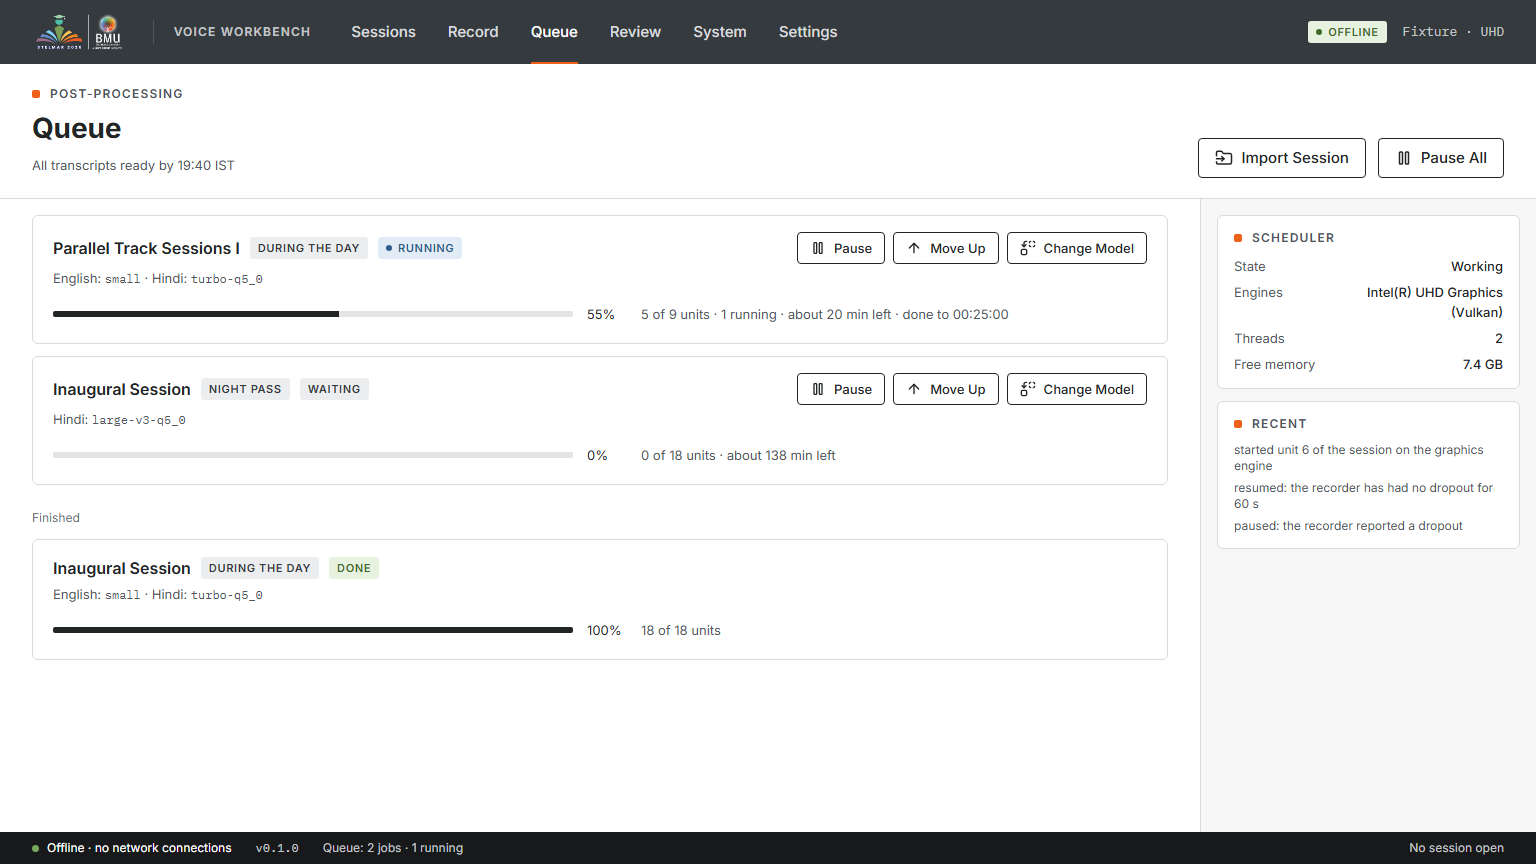 STELMAR 2026
BMU
VOICE WORKBENCH
Sessions
Record
Queue
Review
System
Settings
OFFLINE
Fixture · UHD
POST-PROCESSING
Queue
All transcripts ready by 19:40 IST
Import Session
Pause All
Parallel Track Sessions I
DURING THE DAY
RUNNING
Pause
Move Up
Change Model
English: small · Hindi: turbo-q5_0
55%
5 of 9 units · 1 running · about 20 min left · done to 00:25:00
Inaugural Session
NIGHT PASS
WAITING
Pause
Move Up
Change Model
Hindi: large-v3-q5_0
0%
0 of 18 units · about 138 min left
Finished
Inaugural Session
DURING THE DAY
DONE
English: small · Hindi: turbo-q5_0
100%
18 of 18 units
SCHEDULER
State
Working
Engines
Intel(R) UHD Graphics
(Vulkan)
Threads
2
Free memory
7.4 GB
RECENT
started unit 6 of the session on the graphics
engine
resumed: the recorder has had no dropout for
60 s
paused: the recorder reported a dropout
Offline · no network connections
v0.1.0
Queue: 2 jobs · 1 running
No session open